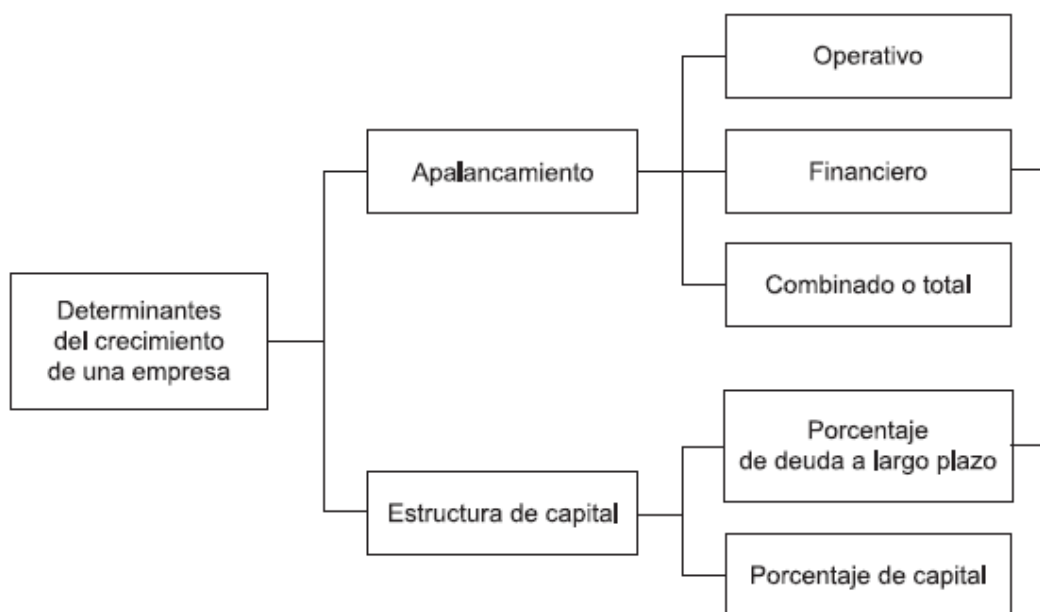 Operativo
Apalancamiento
Financiero
Combinado o total
Determinantes
del crecimiento
de una empresa
Porcentaje
de deuda a largo plazo
Estructura de capital
Porcentaje de capital